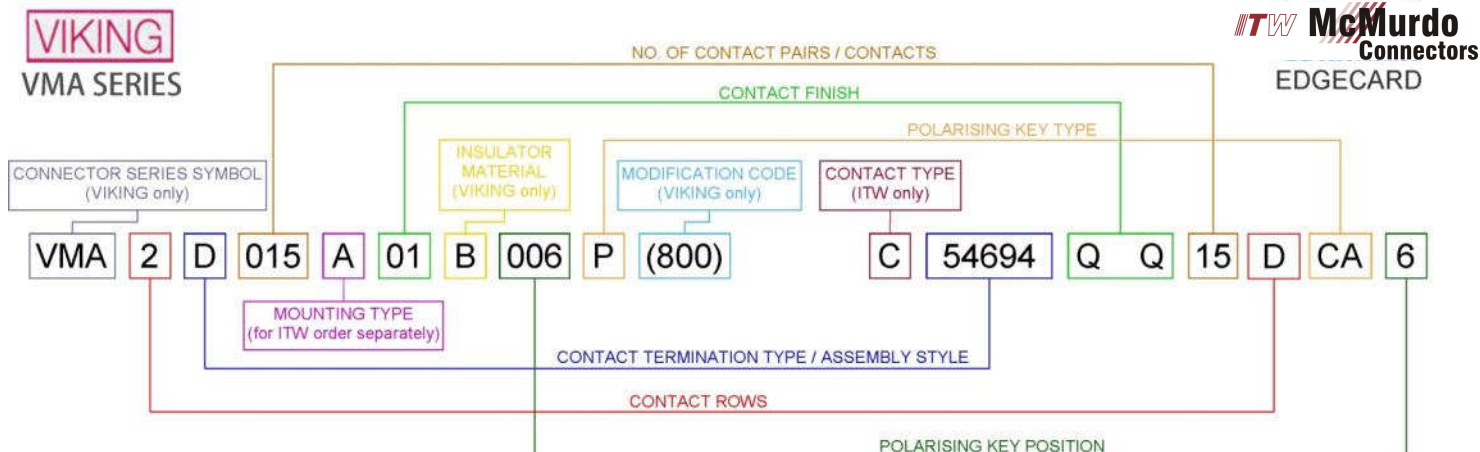 VIKING
VMA SERIES
ITW McMurdo
Connectors
EDGECARD
NO. OF CONTACT PAIRS / CONTACTS
CONTACT FINISH
POLARISING KEY TYPE
CONNECTOR SERIES SYMBOL
(VIKING only)
INSULATOR
MATERIAL
(VIKING only)
MODIFICATION CODE
(VIKING only)
CONTACT TYPE
(ITW only)
VMA 2 D 015 A 01 B 006 P (800) C 54694 Q Q 15 D CA 6
MOUNTING TYPE
(for ITW order separately)
CONTACT TERMINATION TYPE / ASSEMBLY STYLE
CONTACT ROWS
POLARISING KEY POSITION